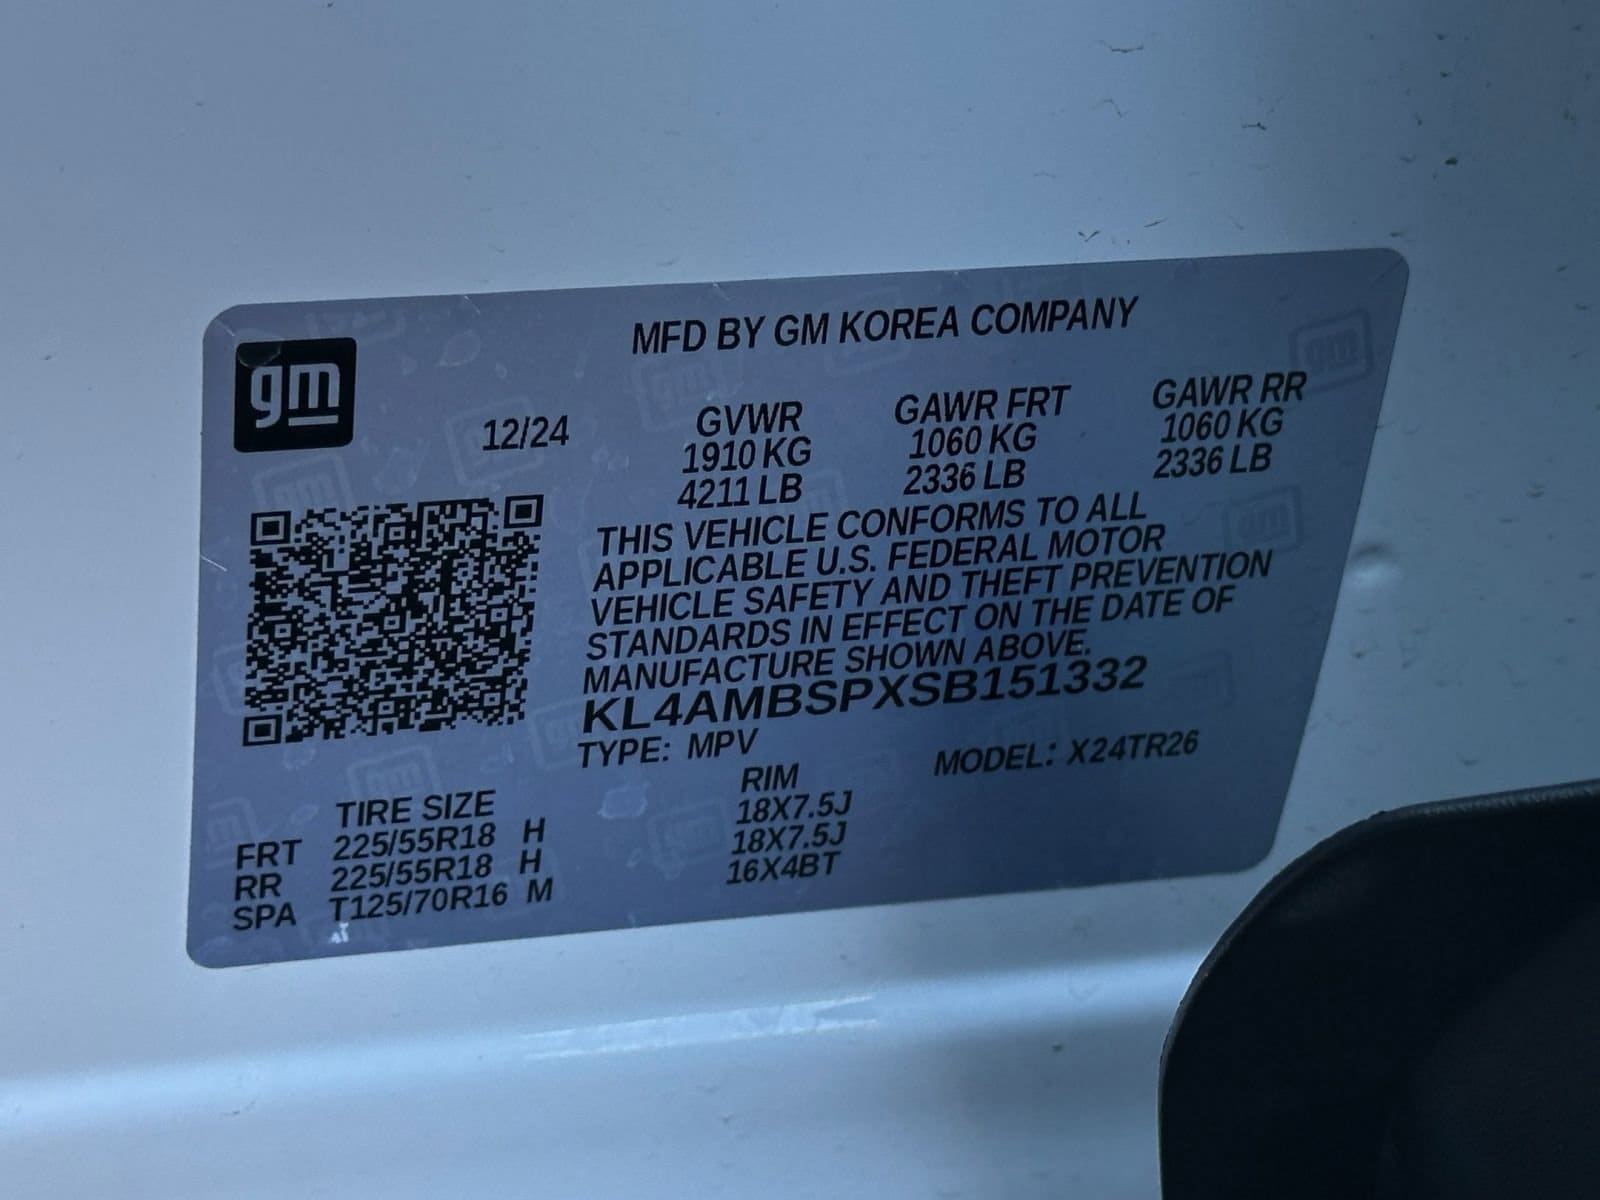 gm
MFD BY GM KOREA COMPANY
12/24
GVWR GAWR FRT GAWR RR
1910 KG 1060 KG 1060 KG
4211 LB 2336 LB 2336 LB
THIS VEHICLE CONFORMS TO ALL
APPLICABLE U.S. FEDERAL MOTOR
VEHICLE SAFETY AND THEFT PREVENTION
STANDARDS IN EFFECT ON THE DATE OF
MANUFACTURE SHOWN ABOVE.
KL4AMBSPXSB151332
TYPE: MPV MODEL: X24TR26
TIRE SIZE RIM
FRT 225/55R18 H 18X7.5J
RR 225/55R18 H 18X7.5J
SPA T125/70R16 M 16X4BT